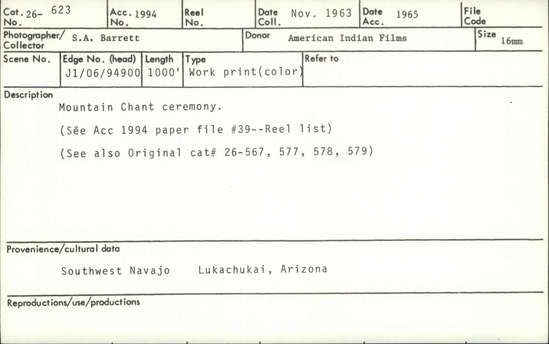 Cat. 26- 623 Acc. 1994 Reel Date Nov. 1963 Date 1965 File
No. No. No. Coll. Acc. Code
Photographer/ S.A. Barrett Donor American Indian Films Size 16mm
Collector
Scene No. Edge No. (head) Length Type Refer to
J1/06/94900 1000' Work print(color)
Description
Mountain Chant ceremony.
(See Acc 1994 paper file #39--Reel list)
(See also Original cat# 26-567, 577, 578, 579)
Provenience/cultural data
Southwest Navajo Lukachukai, Arizona
Reproductions/use/productions